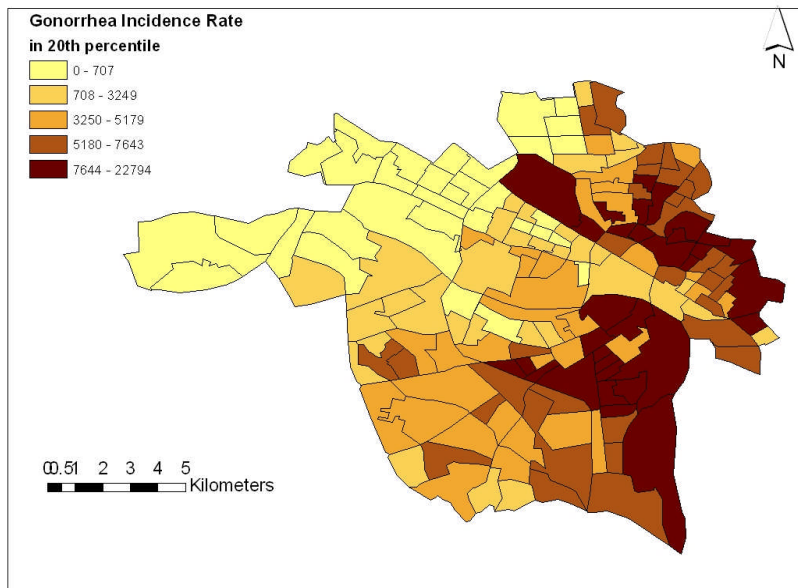 Gonorrhea Incidence Rate
in 20th percentile
0 - 707
708 - 3249
3250 - 5179
5180 - 7643
7644 - 22794
N
00.51 2 3 4 5
Kilometers